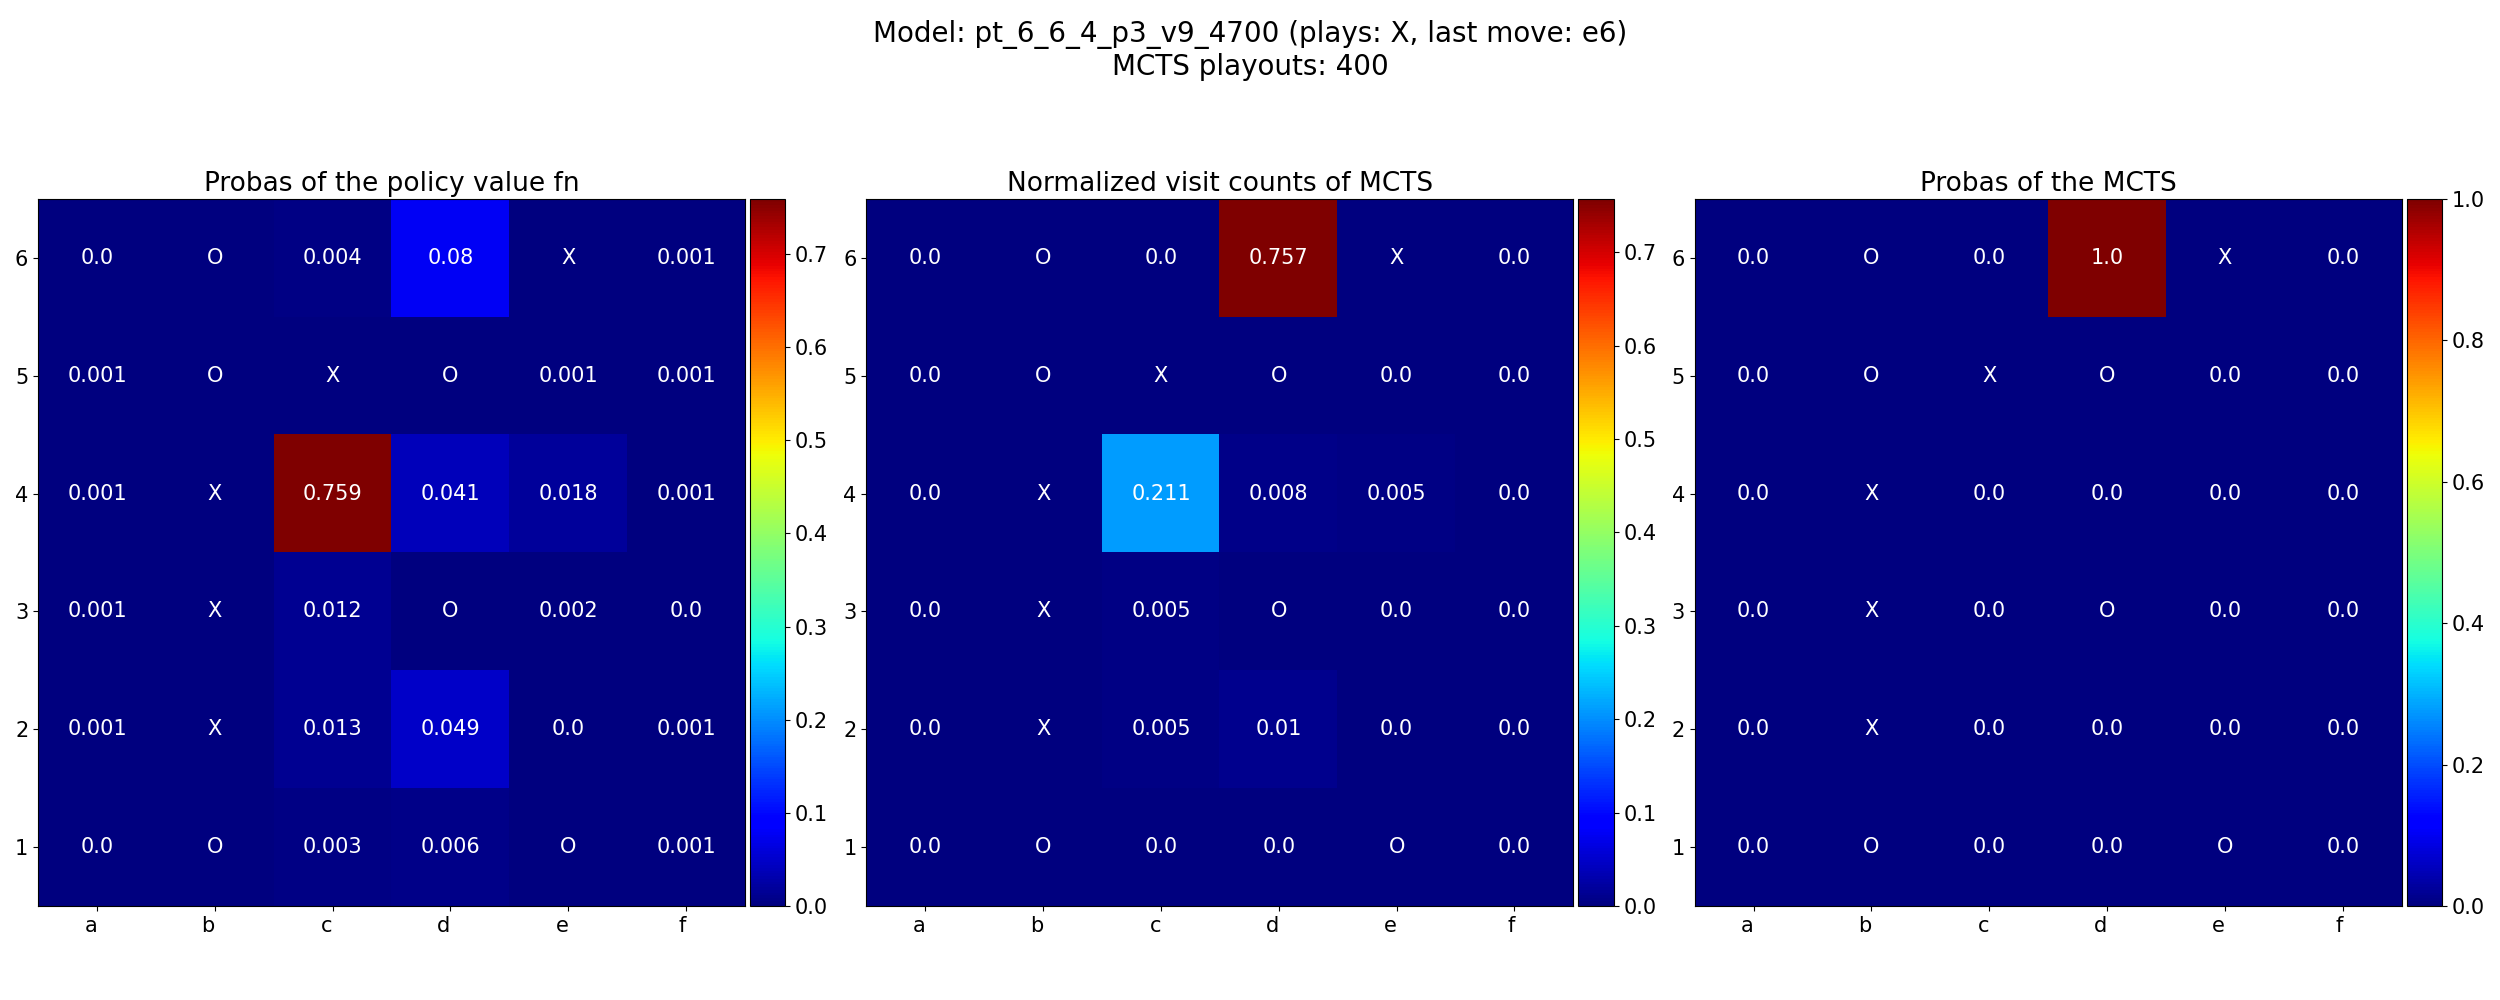 Model: pt_6_6_4_p3_v9_4700 (plays: X, last move: e6)
MCTS playouts: 400
Probas of the policy value fn
6 0.0 O 0.004 0.08 X 0.001
5 0.001 O X O 0.001 0.001
4 0.001 X 0.759 0.041 0.018 0.001
3 0.001 X 0.012 O 0.002 0.0
2 0.001 X 0.013 0.049 0.0 0.001
1 0.0 O 0.003 0.006 O 0.001
a b c d e f
0.7
0.6
0.5
0.4
0.3
0.2
0.1
0.0
Normalized visit counts of MCTS
6 0.0 O 0.0 0.757 X 0.0
5 0.0 O X O 0.0 0.0
4 0.0 X 0.211 0.008 0.005 0.0
3 0.0 X 0.005 O 0.0 0.0
2 0.0 X 0.005 0.01 0.0 0.0
1 0.0 O 0.0 0.0 O 0.0
a b c d e f
0.7
0.6
0.5
0.4
0.3
0.2
0.1
0.0
Probas of the MCTS
6 0.0 O 0.0 1.0 X 0.0
5 0.0 O X O 0.0 0.0
4 0.0 X 0.0 0.0 0.0 0.0
3 0.0 X 0.0 O 0.0 0.0
2 0.0 X 0.0 0.0 0.0 0.0
1 0.0 O 0.0 0.0 O 0.0
a b c d e f
1.0
0.8
0.6
0.4
0.2
0.0